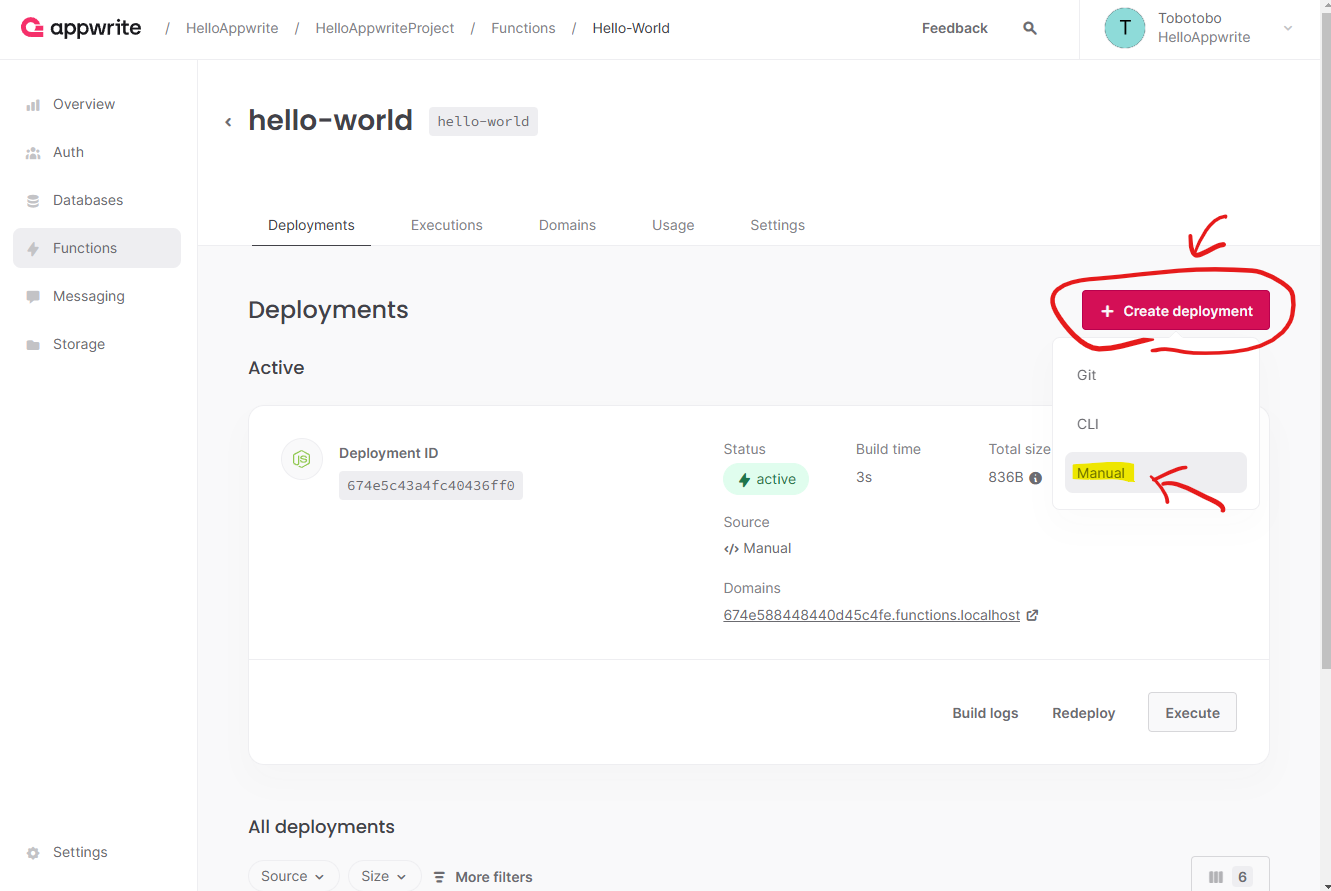 appwrite / HelloAppwrite / HelloAppwriteProject / Functions / Hello-World
Feedback
T
Tobotobo
HelloAppwrite
Overview
Auth
Databases
Functions
Messaging
Storage
Settings
hello-world hello-world
Deployments Executions Domains Usage Settings
Deployments
+ Create deployment
Git
CLI
Manual
Active
JS
Deployment ID
674e5c43a4fc40436ff0
Status
active
Build time
3s
Total size
836B
Source
</> Manual
Domains
674e588448440d45c4fe.functions.localhost
Build logs Redeploy Execute
All deployments
Source Size More filters
6